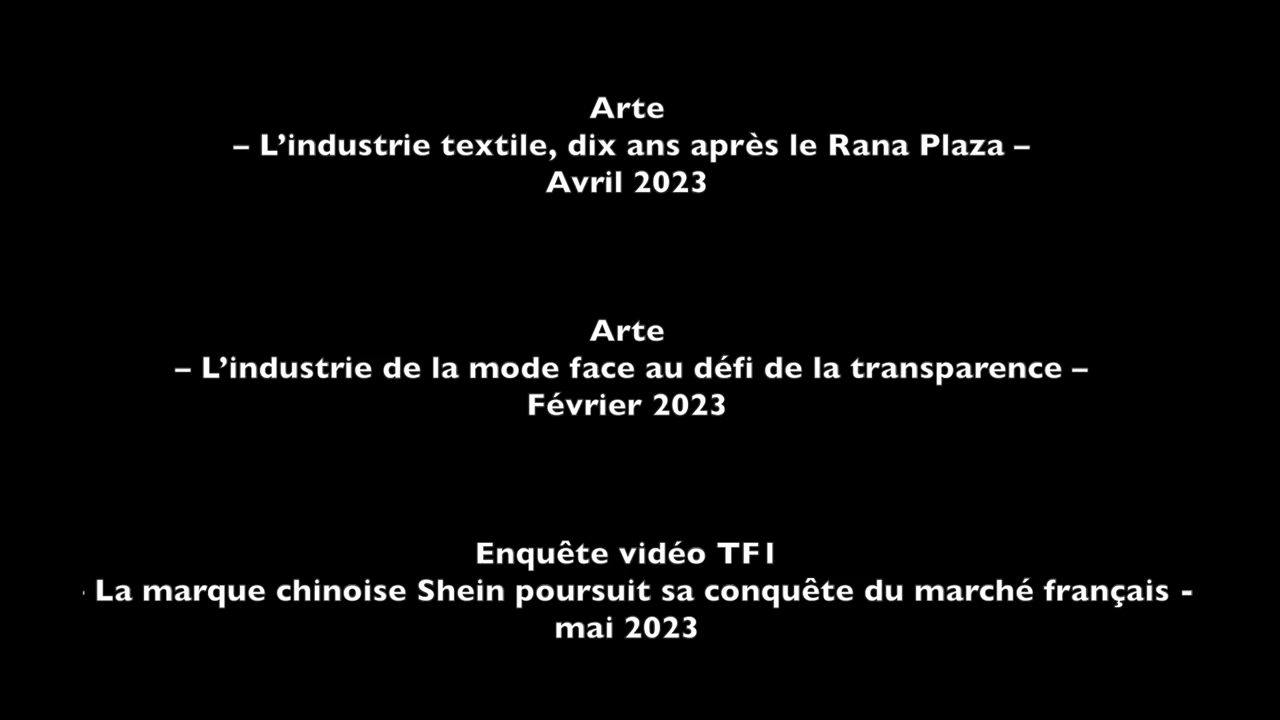 Arte
– L’industrie textile, dix ans après le Rana Plaza –
Avril 2023
Arte
– L’industrie de la mode face au défi de la transparence –
Février 2023
Enquête vidéo TF1
- La marque chinoise Shein poursuit sa conquête du marché français -
mai 2023